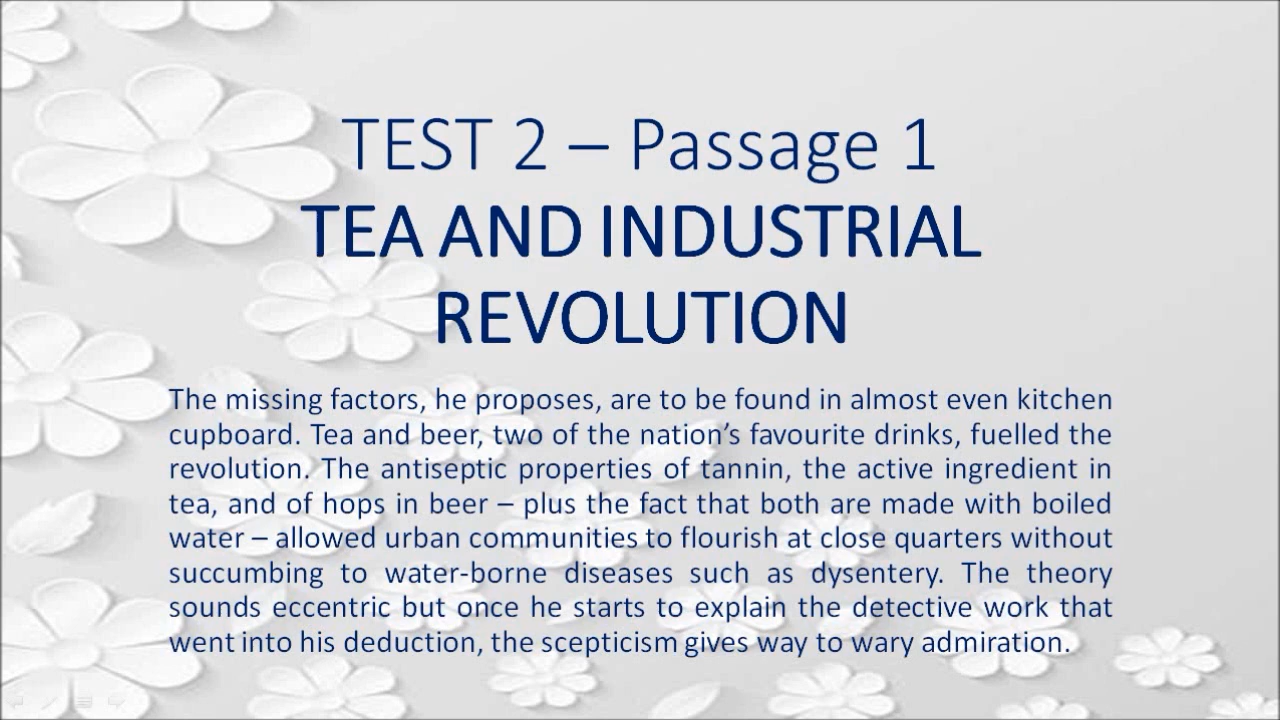 TEST 2 – Passage 1
TEA AND INDUSTRIAL
REVOLUTION
The missing factors, he proposes, are to be found in almost even kitchen
cupboard. Tea and beer, two of the nation’s favourite drinks, fuelled the
revolution. The antiseptic properties of tannin, the active ingredient in
tea, and of hops in beer – plus the fact that both are made with boiled
water – allowed urban communities to flourish at close quarters without
succumbing to water-borne diseases such as dysentery. The theory
sounds eccentric but once he starts to explain the detective work that
went into his deduction, the scepticism gives way to wary admiration.